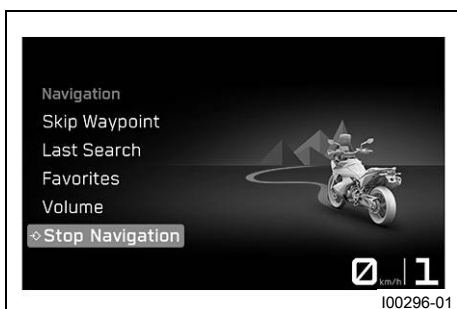 Navigation
Skip Waypoint
Last Search
Favorites
Volume
Stop Navigation
0 km/h 1
I00296-01